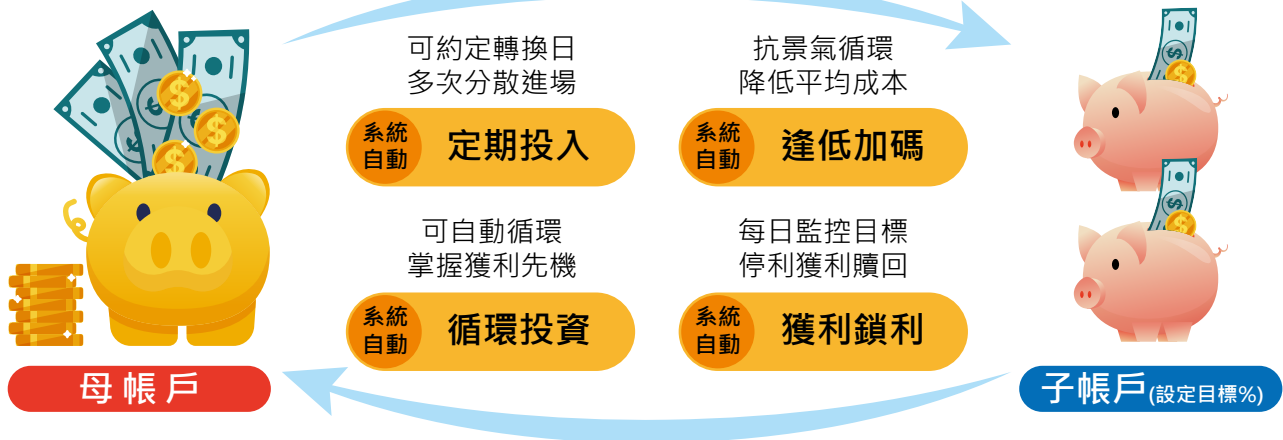 可約定轉換日
多次分散進場
系統
自動
定期投入
抗景氣循環
降低平均成本
系統
自動
逢低加碼
可自動循環
掌握獲利先機
系統
自動
循環投資
每日監控目標
停利獲利贖回
系統
自動
獲利鎖利
母帳戶
子帳戶(設定目標%)